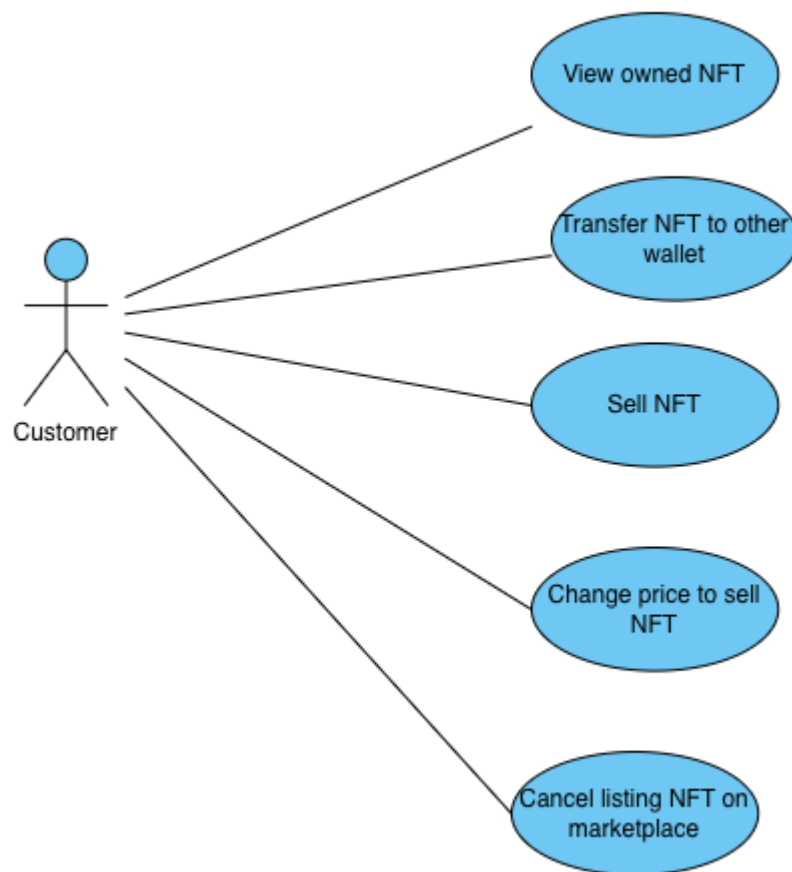 View owned NFT
Transfer NFT to other
wallet
Customer
Sell NFT
Change price to sell
NFT
Cancel listing NFT on
marketplace